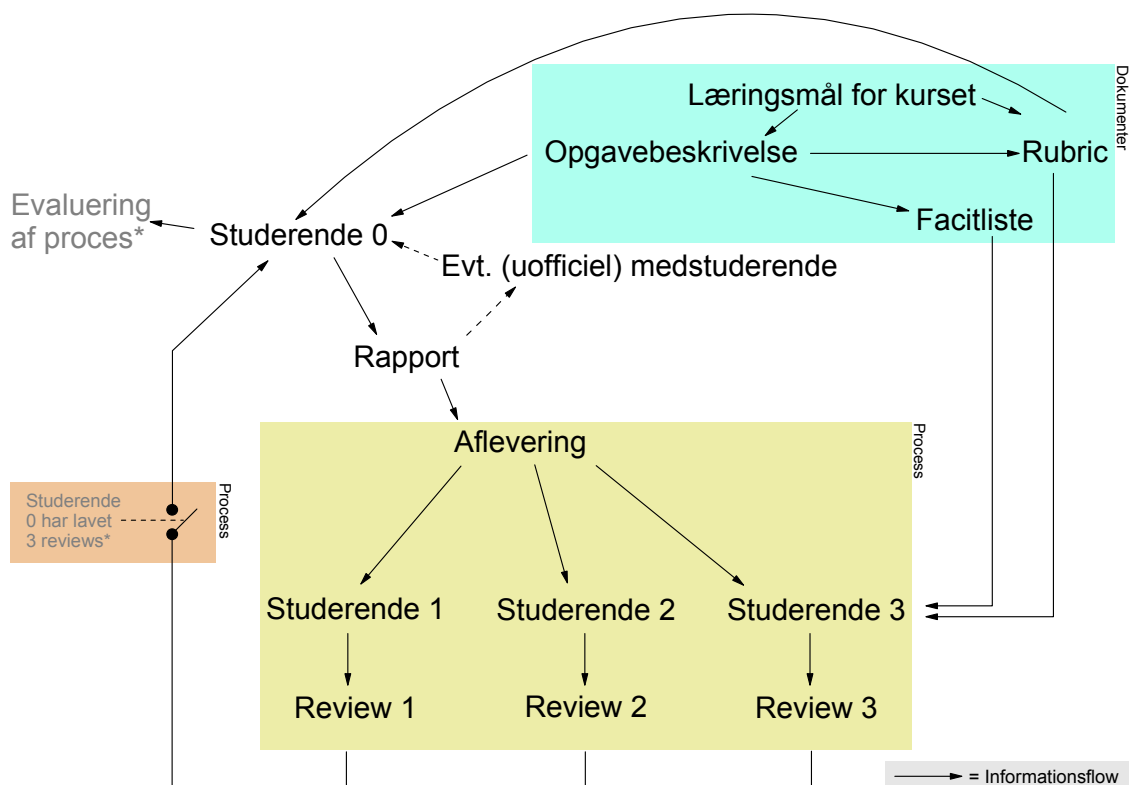 Dokumenter
Læringsmål for kurset
Opgavebeskrivelse
Rubric
Facitliste
Evaluering
af proces*
Studerende 0
Evt. (uofficiel) medstuderende
Rapport
Process
Aflevering
Process
Studerende
0 har lavet
3 reviews*
Studerende 1
Studerende 2
Studerende 3
Review 1
Review 2
Review 3
= Informationsflow